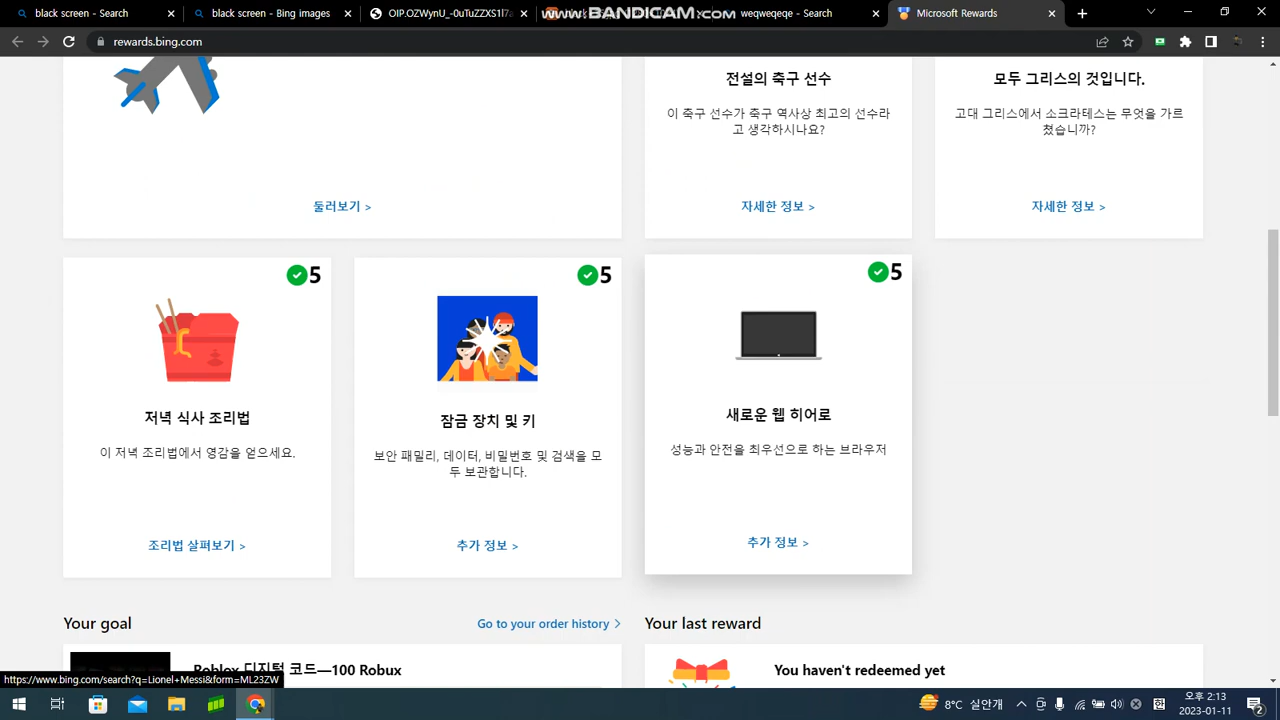 black scre
simple - Search
OIP.OZWynU_-0uTuZZXS17a
www.BANDICAM.com
weqwqeqe - Search
Microsoft Rewards
rewards.bing.com
전설의 축구 선수
모두 그리스의 것입니다.
이 축구 선수가 축구 역사상 최고의 선수라
고 생각하시나요?
고대 그리스에서 소크라테스는 무엇을 가르
쳤습니까?
둘러보기 >
자세한 정보 >
자세한 정보 >
5
5
5
저녁 식사 조리법
잠금 장치 및 키
새로운 웹 히어로
이 저녁 조리법에서 영감을 얻으세요.
보안 패밀리, 데이터, 비밀번호 및 검색을 모
두 보관합니다.
성능과 안전을 최우선으로 하는 브라우저
조리법 살펴보기 >
추가 정보 >
추가 정보 >
Your goal
Go to your order history >
Your last reward
Roblox 디지털 코드—100 Robux
You haven't redeemed yet
https://www.bing.com/search?q=Lionel+Messi&form=ML23ZW
8°C 실안개
한
오후 2:13
2023-01-11
2